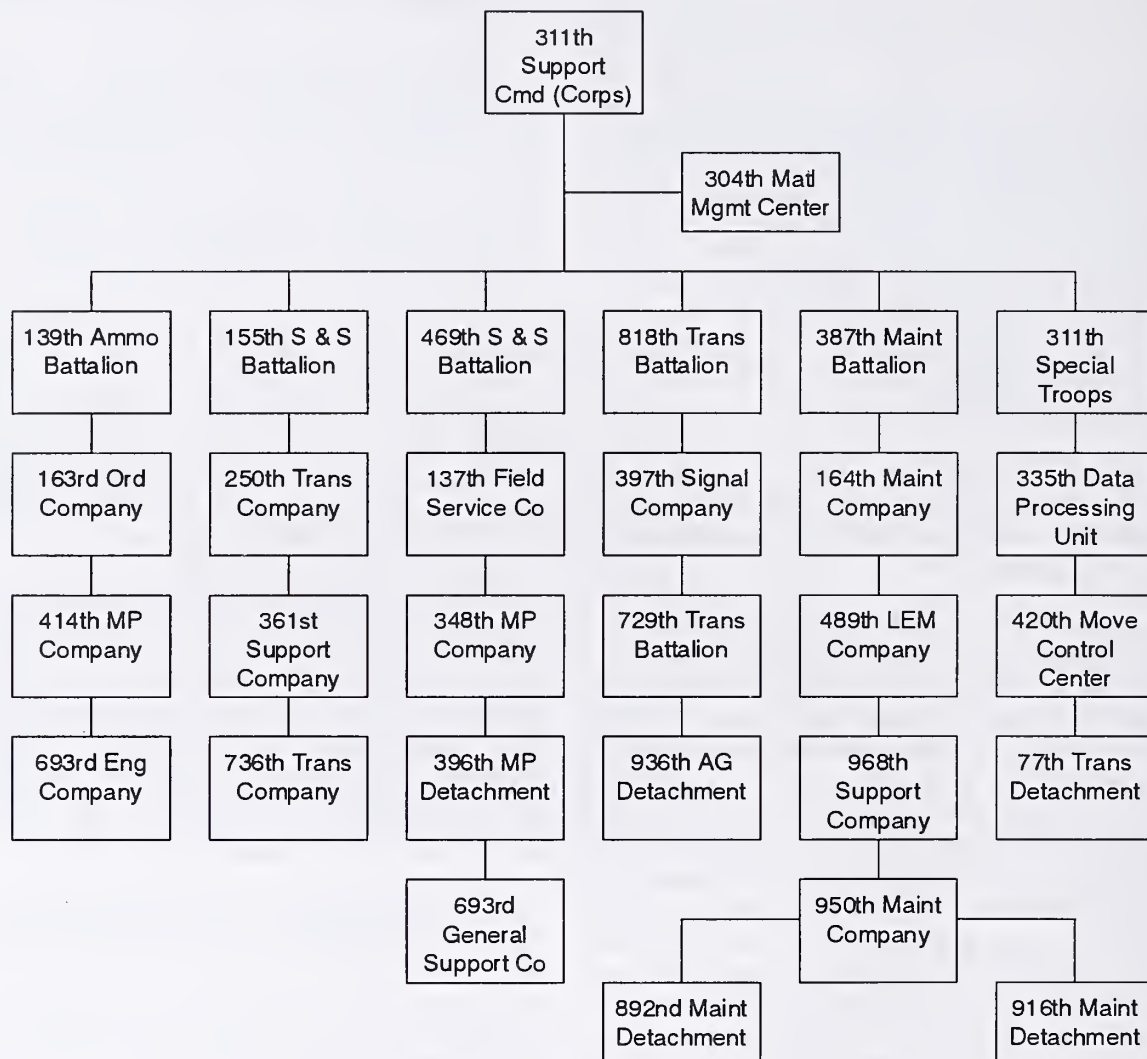 311th
Support
Cmd (Corps)
304th Matl
Mgmt Center
139th Ammo
Battalion
155th S & S
Battalion
469th S & S
Battalion
818th Trans
Battalion
387th Maint
Battalion
311th
Special
Troops
163rd Ord
Company
250th Trans
Company
137th Field
Service Co
397th Signal
Company
164th Maint
Company
335th Data
Processing
Unit
414th MP
Company
361st
Support
Company
348th MP
Company
729th Trans
Battalion
489th LEM
Company
420th Move
Control
Center
693rd Eng
Company
736th Trans
Company
396th MP
Detachment
936th AG
Detachment
968th
Support
Company
77th Trans
Detachment
693rd
General
Support Co
950th Maint
Company
892nd Maint
Detachment
916th Maint
Detachment